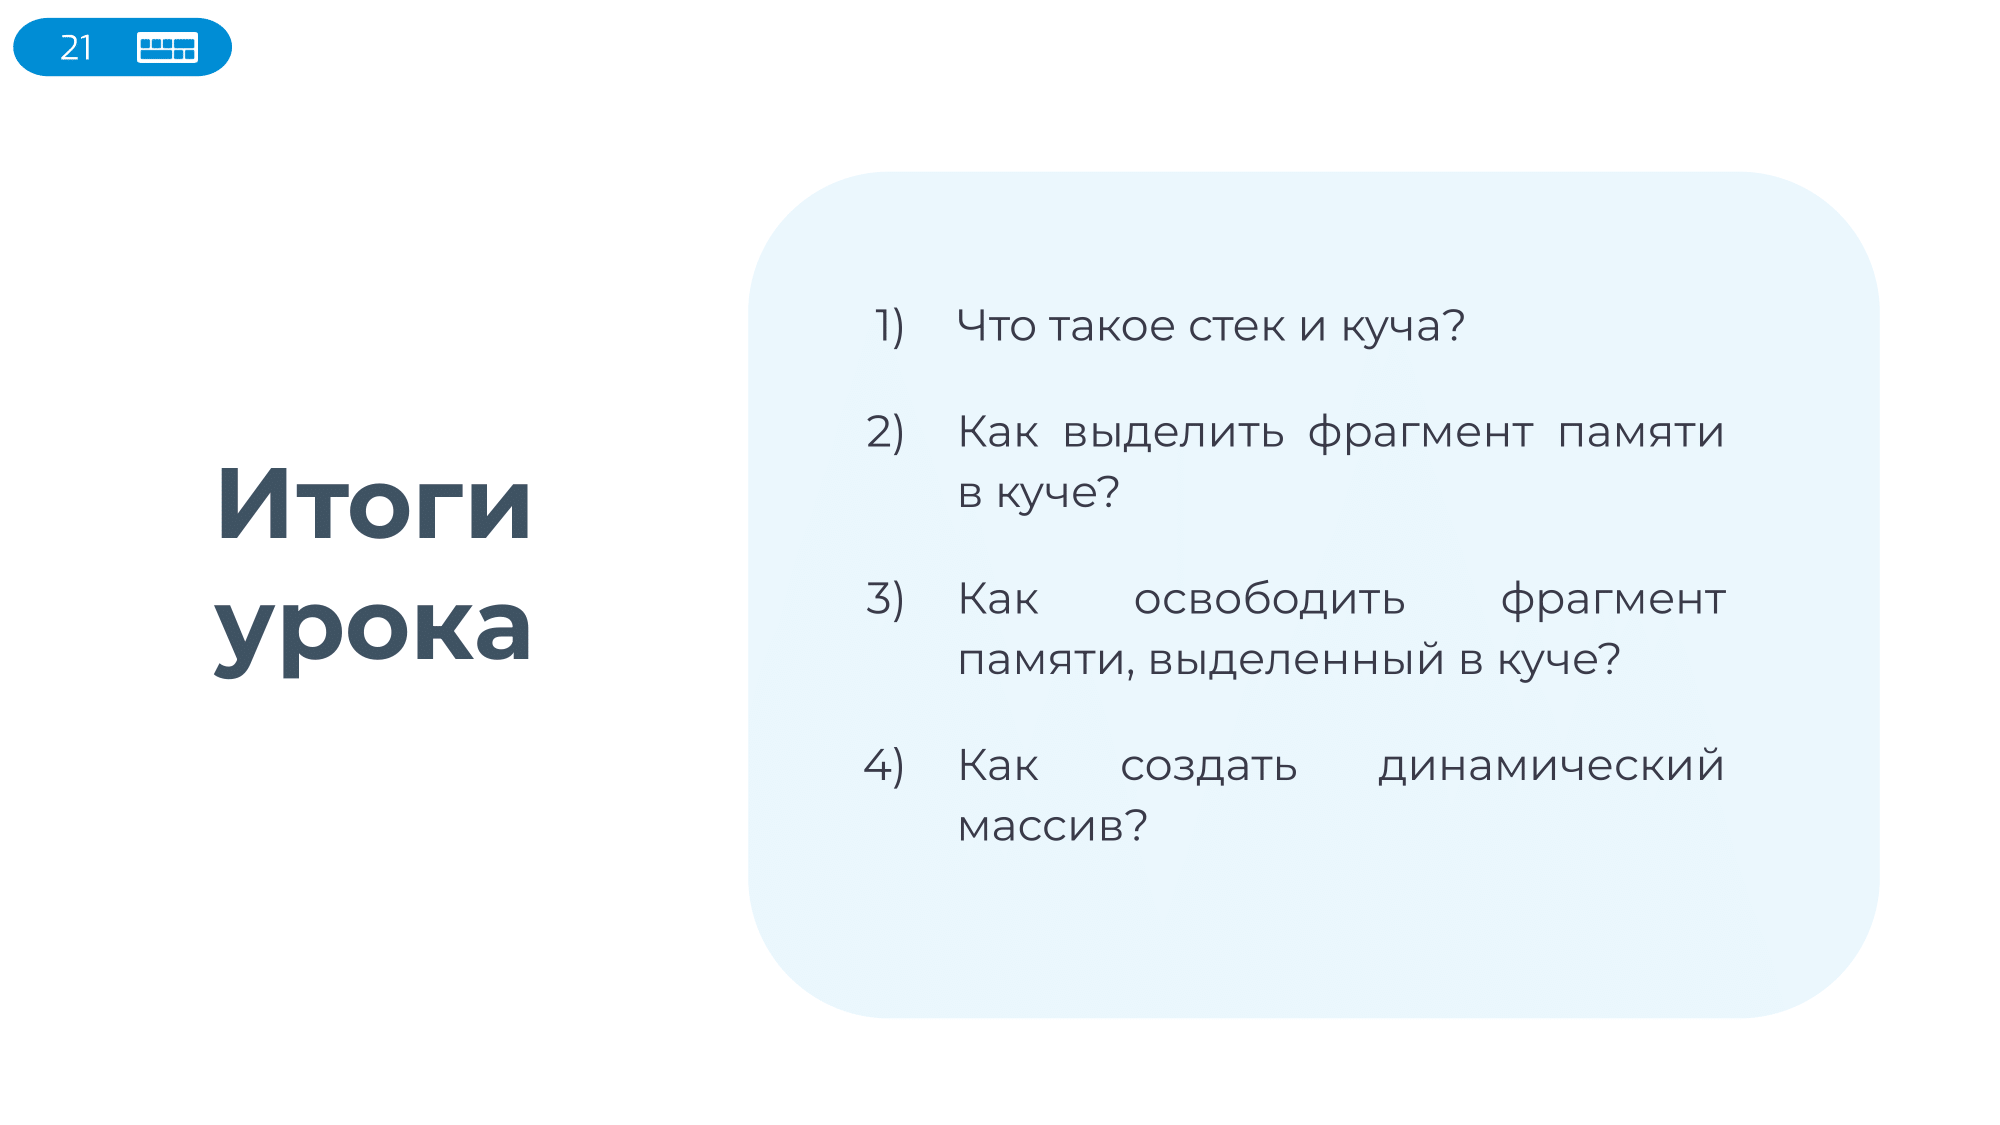 21
Итоги
урока
1) Что такое стек и куча?
2) Как выделить фрагмент памяти
в куче?
3) Как освободить фрагмент
памяти, выделенный в куче?
4) Как создать динамический
массив?